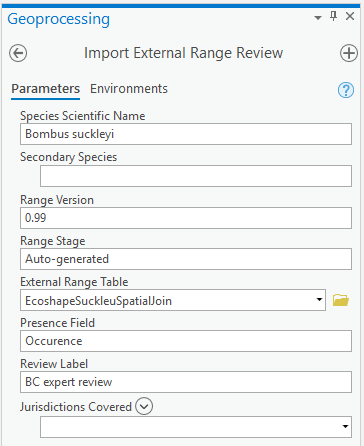 Geoprocessing
Import External Range Review
Parameters Environments
?
Species Scientific Name
Bombus suckleyi
Secondary Species
Range Version
0.99
Range Stage
Auto-generated
External Range Table
EcoshapeSuckleuSpatialJoin
Presence Field
Occurence
Review Label
BC expert review
Jurisdictions Covered